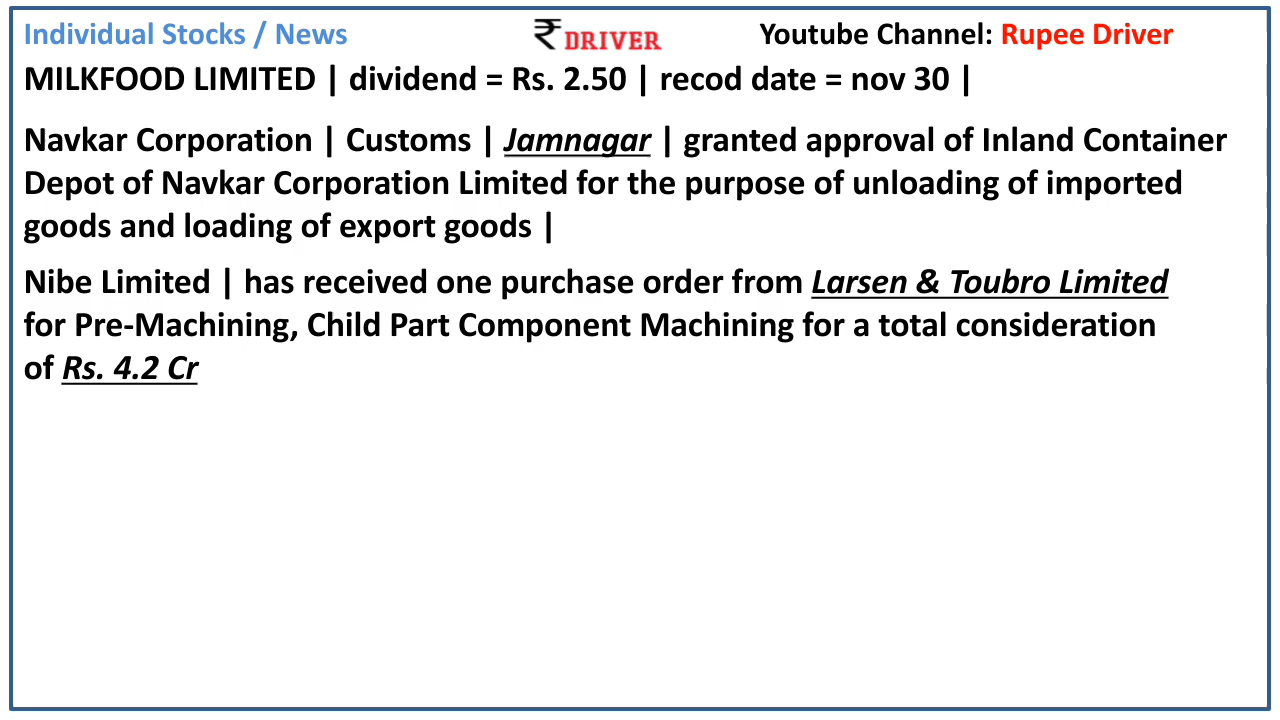 Individual Stocks / News ₹ DRIVER Youtube Channel: Rupee Driver
MILKFOOD LIMITED | dividend = Rs. 2.50 | recod date = nov 30 |
Navkar Corporation | Customs | Jamnagar | granted approval of Inland Container
Depot of Navkar Corporation Limited for the purpose of unloading of imported
goods and loading of export goods |
Nibe Limited | has received one purchase order from Larsen & Toubro Limited
for Pre-Machining, Child Part Component Machining for a total consideration
of Rs. 4.2 Cr